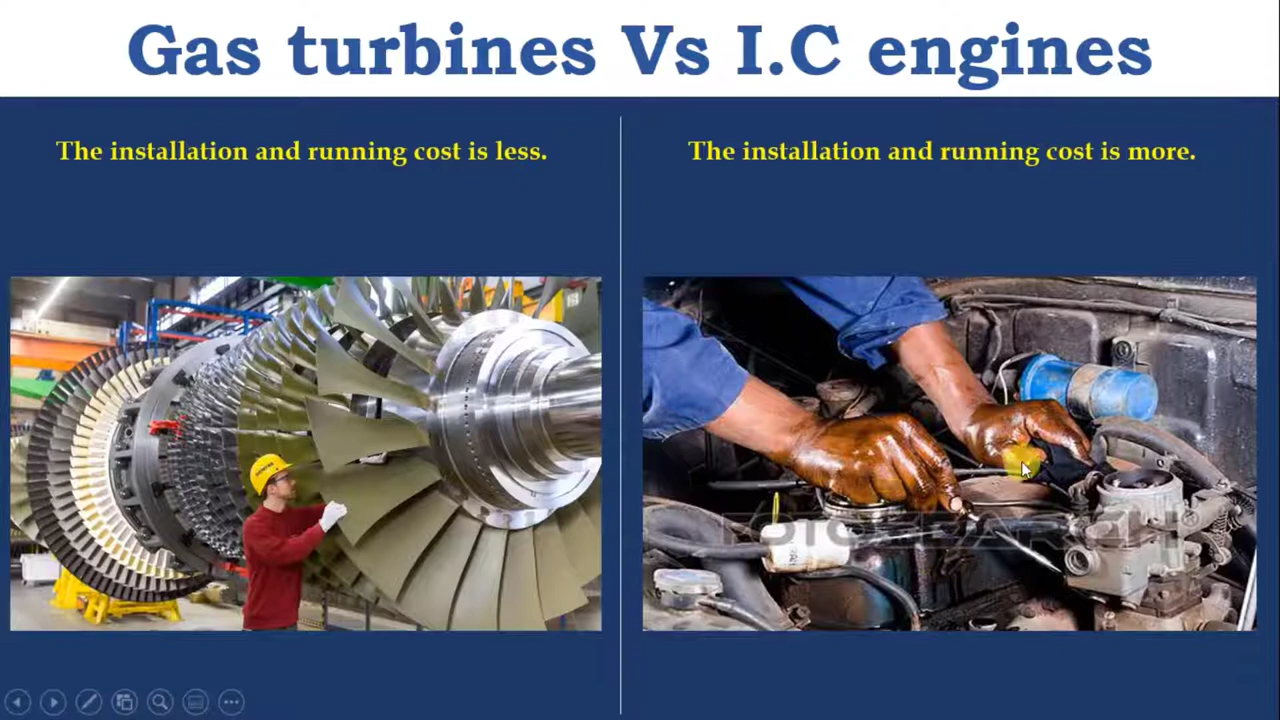 Gas turbines Vs I.C engines
The installation and running cost is less.
The installation and running cost is more.